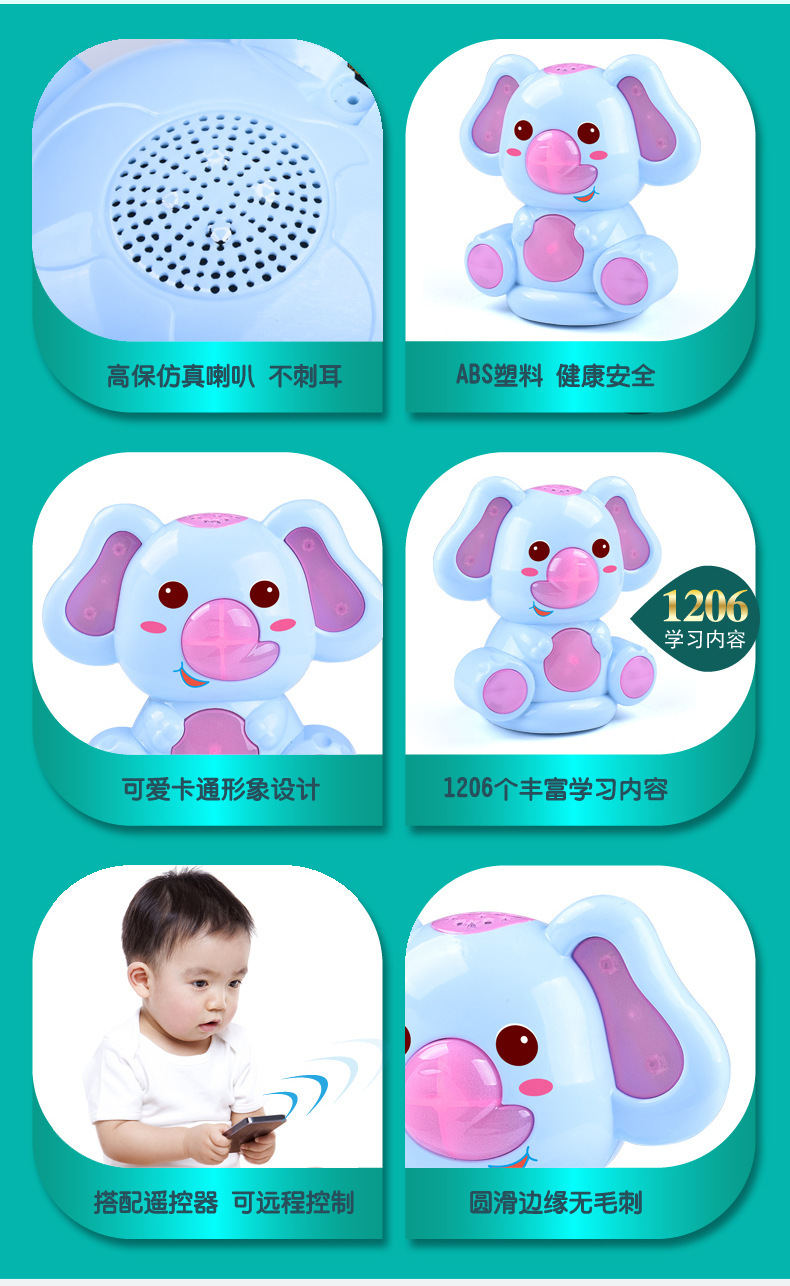 高保仿真喇叭 不刺耳
ABS塑料 健康安全
1206
学习内容
可爱卡通形象设计
1206个丰富学习内容
搭配遥控器 可远程控制
圆滑边缘无毛刺